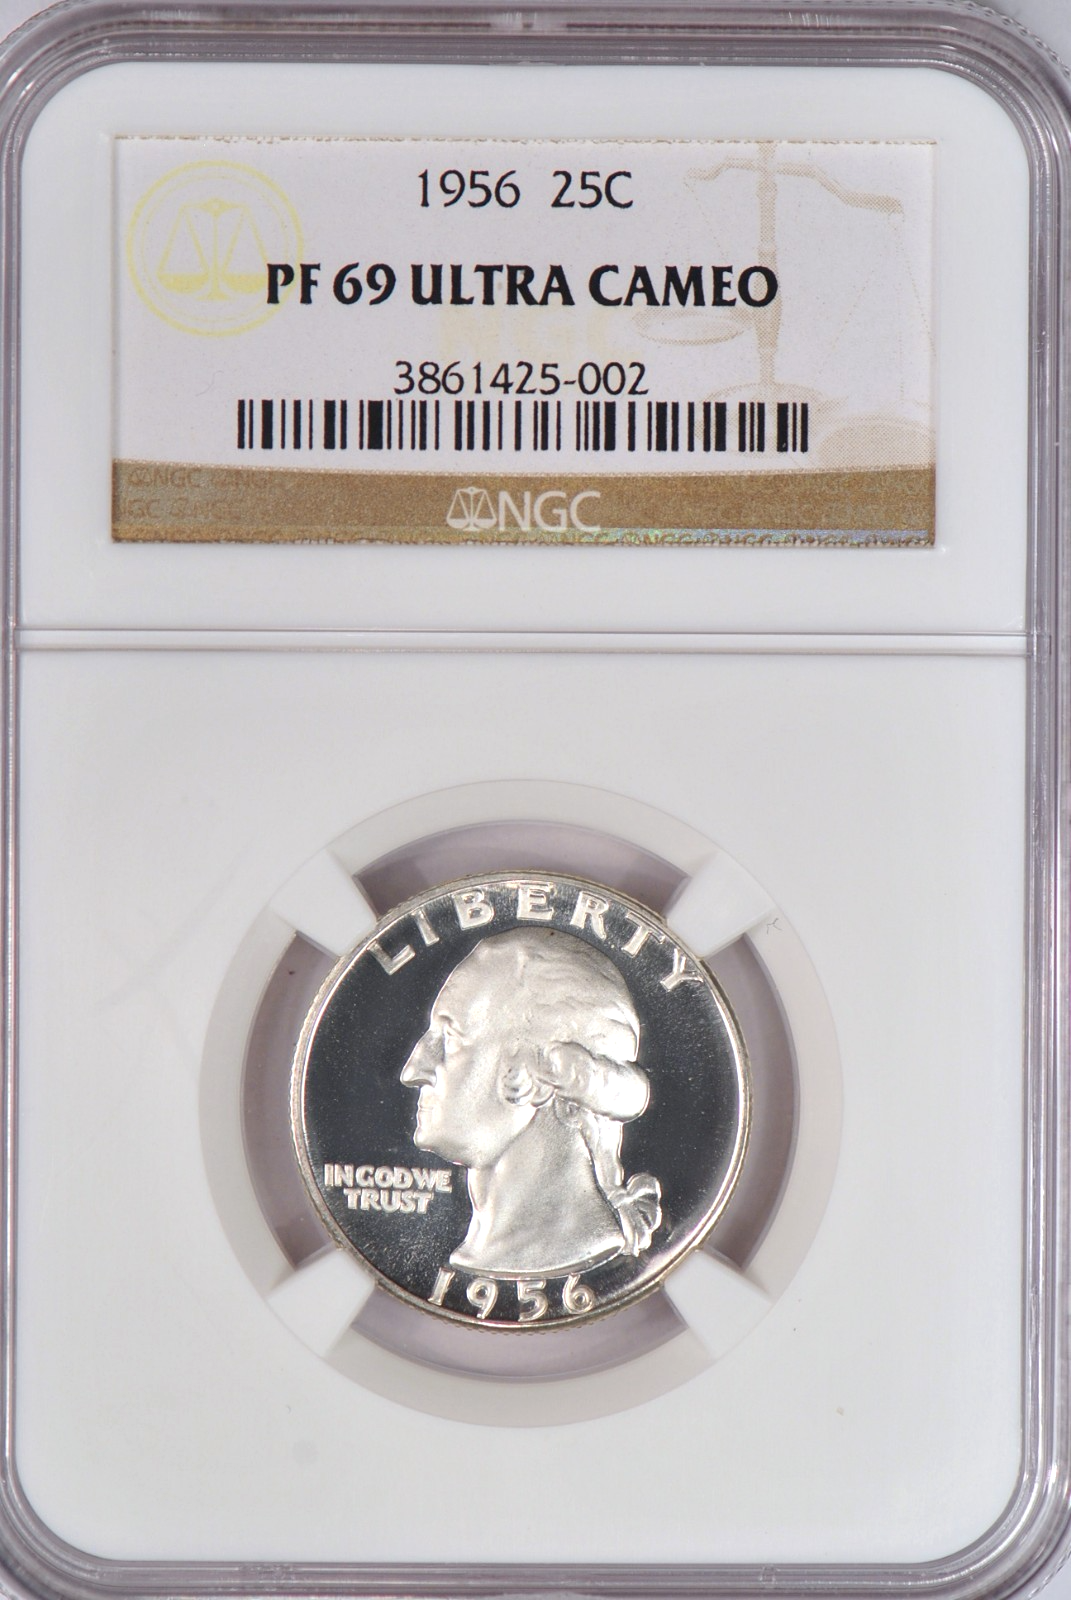 1956 25C
PF 69 ULTRA CAMEO
3861425-002
NGC
LIBERTY
IN GOD WE
TRUST
1956